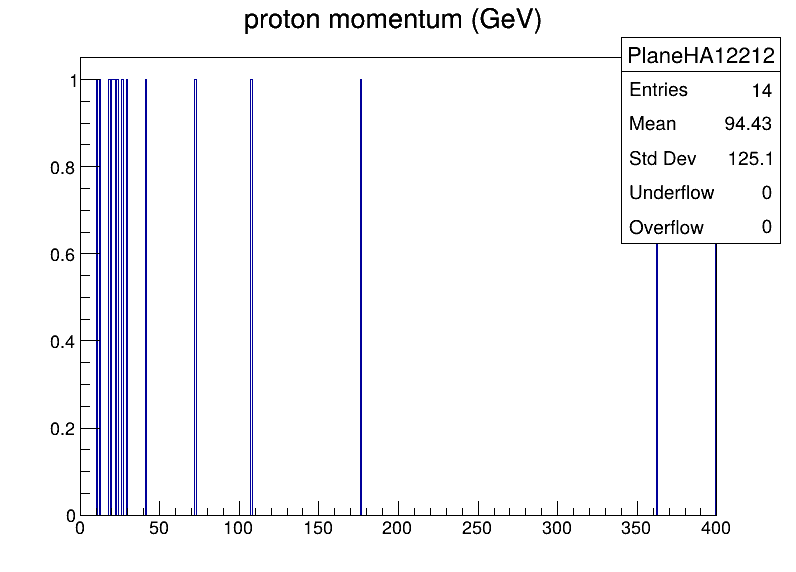 proton momentum (GeV)
PlaneHA12212
Entries 14
Mean 94.43
Std Dev 125.1
Underflow 0
Overflow 0
1
0.8
0.6
0.4
0.2
0
0 50 100 150 200 250 300 350 400